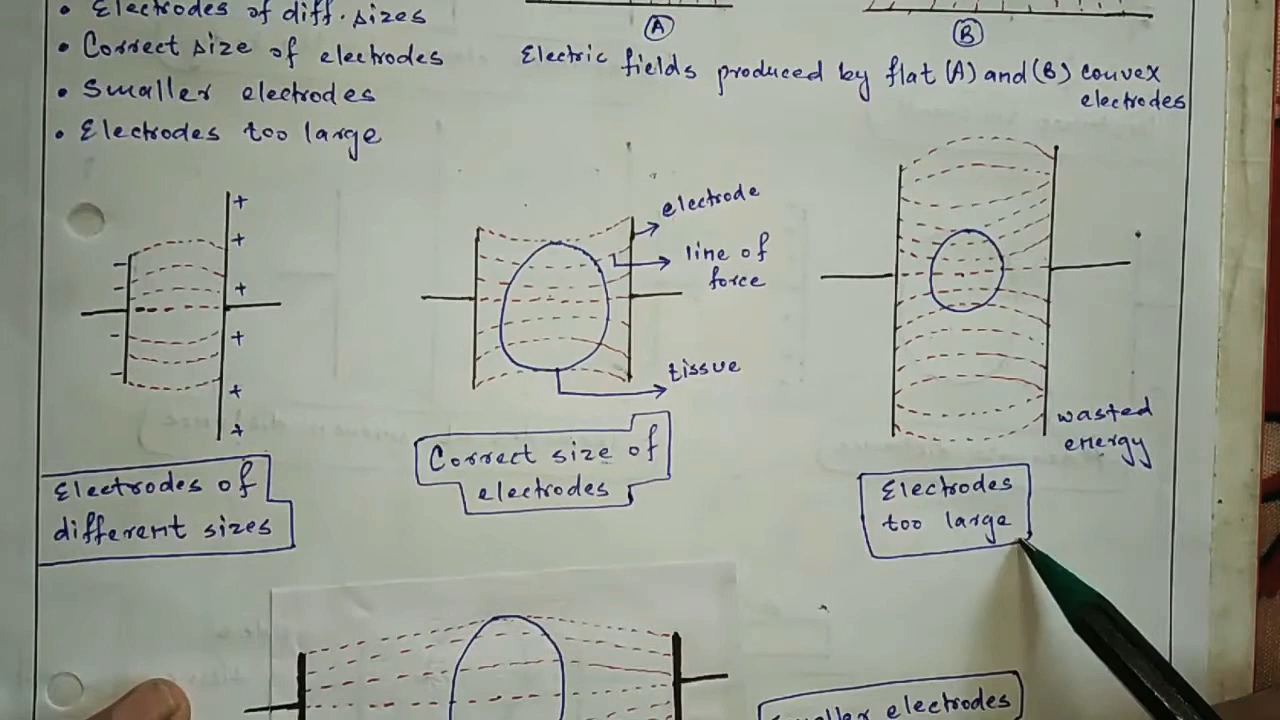 • Electrodes of diff. sizes
• Correct size of electrodes
• Smaller electrodes
• Electrodes too large
A
B
Electric fields produced by flat (A) and (B) convex
electrodes
+
+
+
+
+
+
-
-
-
-
-
electrode
line of
force
tissue
wasted
energy
Electrodes of
different sizes
Correct size of
electrodes
Electrodes
too large
Smaller electrodes